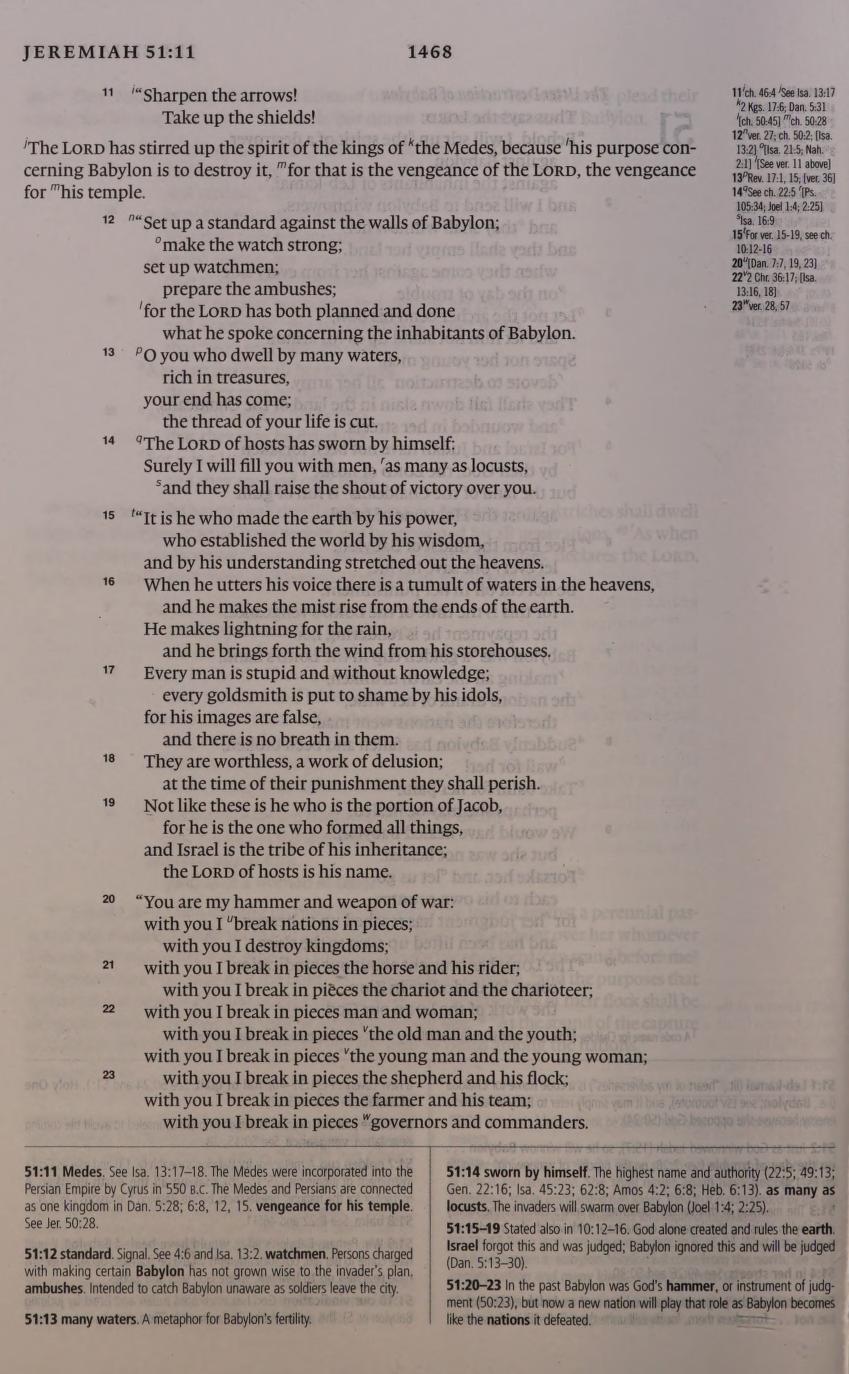 JEREMIAH 51:11
1468
11 i“Sharpen the arrows!
Take up the shields!
jThe LORD has stirred up the spirit of the kings of kthe Medes, because lhis purpose con-
cerning Babylon is to destroy it, mfor that is the vengeance of the LORD, the vengeance
for mhis temple.
12 n“Set up a standard against the walls of Babylon;
omake the watch strong;
set up watchmen;
prepare the ambushes;
lfor the LORD has both planned and done
what he spoke concerning the inhabitants of Babylon.
13 pO you who dwell by many waters,
rich in treasures,
your end has come;
the thread of your life is cut.
14 qThe LORD of hosts has sworn by himself:
Surely I will fill you with men, ras many as locusts,
sand they shall raise the shout of victory over you.
15 t“It is he who made the earth by his power,
who established the world by his wisdom,
and by his understanding stretched out the heavens.
16 When he utters his voice there is a tumult of waters in the heavens,
and he makes the mist rise from the ends of the earth.
He makes lightning for the rain,
and he brings forth the wind from his storehouses.
17 Every man is stupid and without knowledge;
every goldsmith is put to shame by his idols,
for his images are false,
and there is no breath in them.
18 They are worthless, a work of delusion;
at the time of their punishment they shall perish.
19 Not like these is he who is the portion of Jacob,
for he is the one who formed all things,
and Israel is the tribe of his inheritance;
the LORD of hosts is his name.
20 “You are my hammer and weapon of war:
with you I ubreak nations in pieces;
with you I destroy kingdoms;
21 with you I break in pieces the horse and his rider;
with you I break in pieces the chariot and the charioteer;
22 with you I break in pieces man and woman;
with you I break in pieces vthe old man and the youth;
with you I break in pieces vthe young man and the young woman;
23 with you I break in pieces the shepherd and his flock;
with you I break in pieces the farmer and his team;
with you I break in pieces wgovernors and commanders.
11 ich. 46:4 jSee Isa. 13:17
k2 Kgs. 17:6; Dan. 5:31
l[ch. 50:45] mch. 50:28
12 nver. 27; ch. 50:2; [Isa.
13:2] o[Isa. 21:5; Nah.
2:1] l[See ver. 11 above]
13 pRev. 17:1, 15; [ver. 36]
14 qSee ch. 22:5 r[Ps.
105:34; Joel 1:4; 2:25]
sIsa. 16:9
15 tFor ver. 15-19, see ch.
10:12-16
20 u[Dan. 7:7, 19, 23]
22 v2 Chr. 36:17; [Isa.
13:16, 18]
23 wver. 28, 57
51:11 Medes. See Isa. 13:17–18. The Medes were incorporated into the
Persian Empire by Cyrus in 550 B.C. The Medes and Persians are connected
as one kingdom in Dan. 5:28; 6:8, 12, 15. vengeance for his temple.
See Jer. 50:28.
51:12 standard. Signal. See 4:6 and Isa. 13:2. watchmen. Persons charged
with making certain Babylon has not grown wise to the invader’s plan.
ambushes. Intended to catch Babylon unaware as soldiers leave the city.
51:13 many waters. A metaphor for Babylon’s fertility.
51:14 sworn by himself. The highest name and authority (22:5; 49:13;
Gen. 22:16; Isa. 45:23; 62:8; Amos 4:2; 6:8; Heb. 6:13). as many as
locusts. The invaders will swarm over Babylon (Joel 1:4; 2:25).
51:15–19 Stated also in 10:12–16. God alone created and rules the earth.
Israel forgot this and was judged; Babylon ignored this and will be judged
(Dan. 5:13–30).
51:20–23 In the past Babylon was God’s hammer, or instrument of judg-
ment (50:23), but now a new nation will play that role as Babylon becomes
like the nations it defeated.